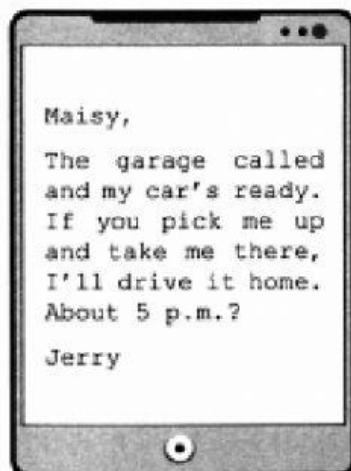 Maisy,
The garage called
and my car's ready.
If you pick me up
and take me there,
I'll drive it home.
About 5 p.m.?
Jerry